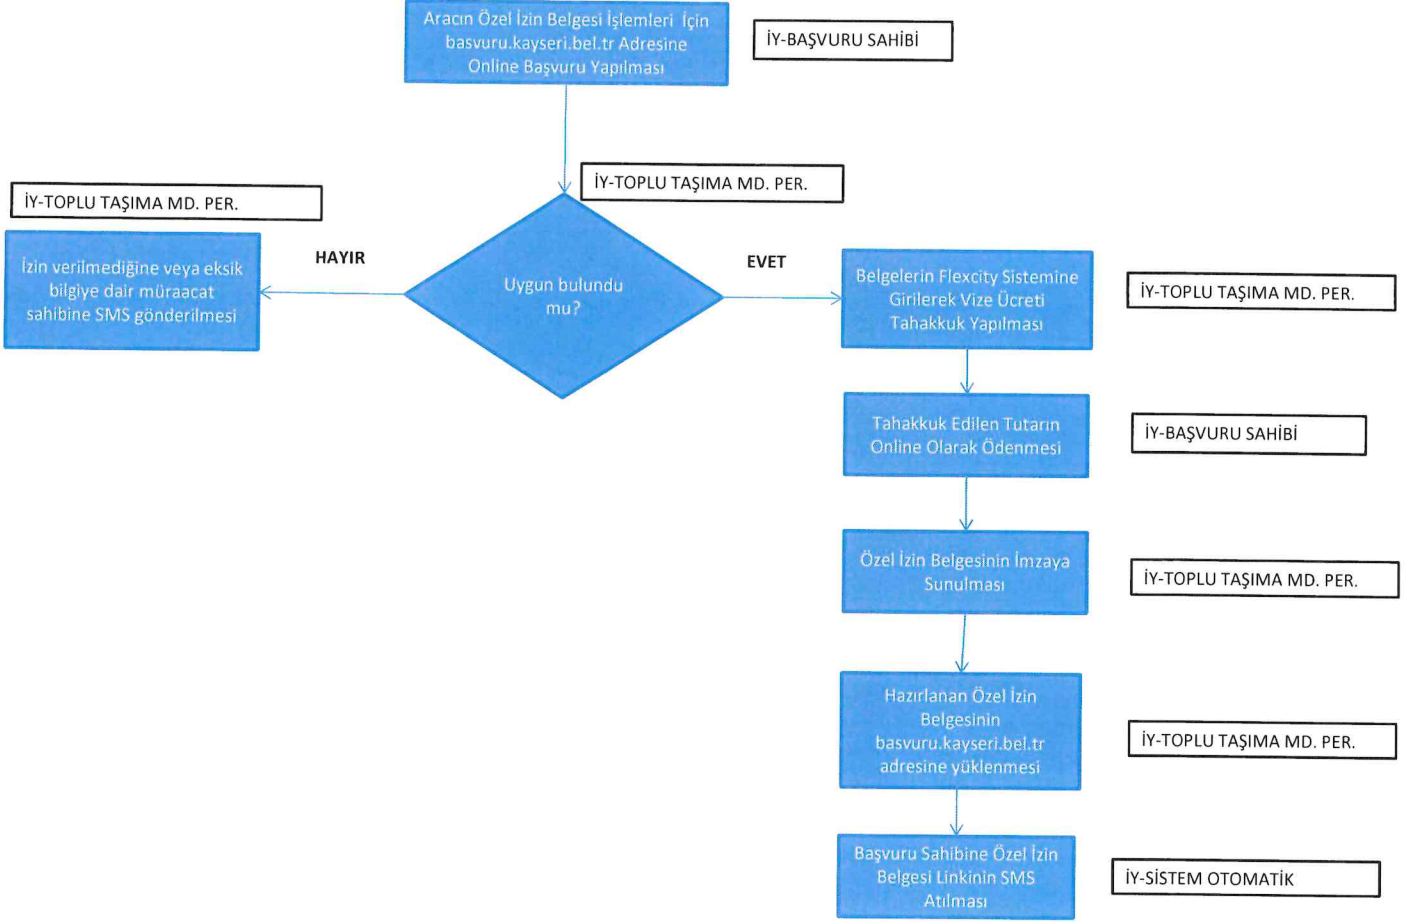 Aracın Özel İzin Belgesi İşlemleri İçin
basvuru.kayseri.bel.tr Adresine
Online Başvuru Yapılması
İY-BAŞVURU SAHİBİ
İY-TOPLU TAŞIMA MD. PER.
İY-TOPLU TAŞIMA MD. PER.
İzin verilmediğine veya eksik
bilgiye dair müraacat
sahibine SMS gönderilmesi
HAYIR
Uygun bulundu
mu?
EVET
Belgelerin Flexcity Sistemine
Girilerek Vize Ücreti
Tahakkuk Yapılması
İY-TOPLU TAŞIMA MD. PER.
Tahakkuk Edilen Tutarın
Online Olarak Ödenmesi
İY-BAŞVURU SAHİBİ
Özel İzin Belgesinin İmzaya
Sunulması
İY-TOPLU TAŞIMA MD. PER.
Hazırlanan Özel İzin
Belgesinin
basvuru.kayseri.bel.tr
adresine yüklenmesi
İY-TOPLU TAŞIMA MD. PER.
Başvuru Sahibine Özel İzin
Belgesi Linkinin SMS
Atılması
İY-SİSTEM OTOMATİK